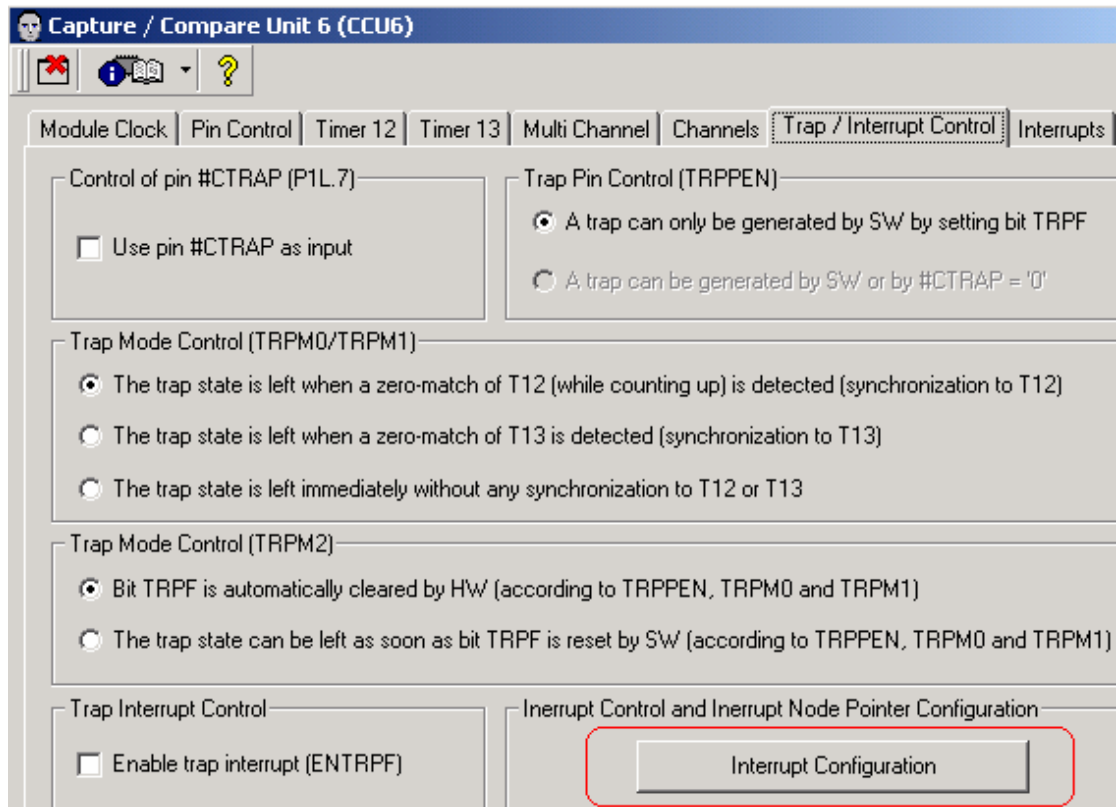 Capture / Compare Unit 6 (CCU6)
Module Clock Pin Control Timer 12 Timer 13 Multi Channel Channels Trap / Interrupt Control Interrupts
Control of pin #CTRAP (P1L.7)
Use pin #CTRAP as input
Trap Pin Control (TRPPEN)
A trap can only be generated by SW by setting bit TRPF
A trap can be generated by SW or by #CTRAP = '0'
Trap Mode Control (TRPM0/TRPM1)
The trap state is left when a zero-match of T12 (while counting up) is detected (synchronization to T12)
The trap state is left when a zero-match of T13 is detected (synchronization to T13)
The trap state is left immediately without any synchronization to T12 or T13
Trap Mode Control (TRPM2)
Bit TRPF is automatically cleared by HW (according to TRPPEN, TRPM0 and TRPM1)
The trap state can be left as soon as bit TRPF is reset by SW (according to TRPPEN, TRPM0 and TRPM1)
Trap Interrupt Control
Enable trap interrupt (ENTRPF)
Inerrupt Control and Inerrupt Node Pointer Configuration
Interrupt Configuration